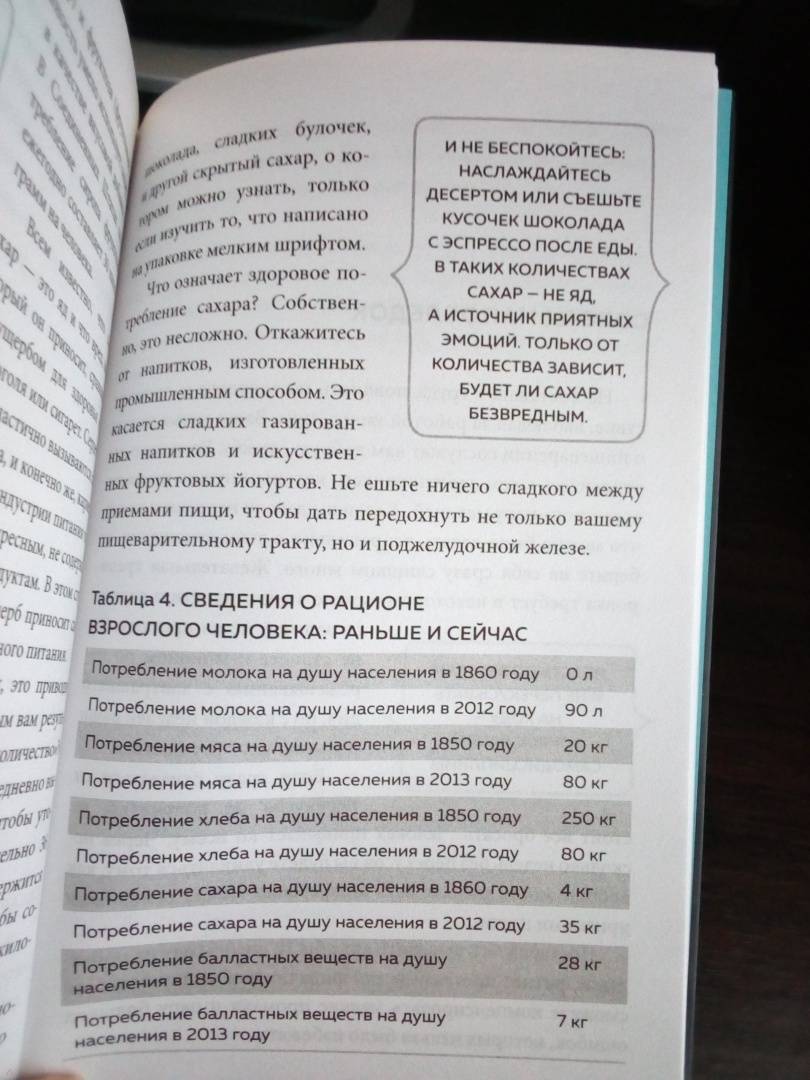 шоколада, сладких булочек,
и другой скрытый сахар, о ко-
тором можно узнать, только
если изучить то, что написано
на упаковке мелким шрифтом.
Что означает здоровое по-
требление сахара? Собствен-
но, это несложно. Откажитесь
от напитков, изготовленных
промышленным способом. Это
касается сладких газирован-
ных напитков и искусствен-
ных фруктовых йогуртов. Не ешьте ничего сладкого между
приемами пищи, чтобы дать передохнуть не только вашему
пищеварительному тракту, но и поджелудочной железе.
И НЕ БЕСПОКОЙТЕСЬ:
НАСЛАЖДАЙТЕСЬ
ДЕСЕРТОМ ИЛИ СЪЕШЬТЕ
КУСОЧЕК ШОКОЛАДА
С ЭСПРЕССО ПОСЛЕ ЕДЫ.
В ТАКИХ КОЛИЧЕСТВАХ
САХАР – НЕ ЯД,
А ИСТОЧНИК ПРИЯТНЫХ
ЭМОЦИЙ. ТОЛЬКО ОТ
КОЛИЧЕСТВА ЗАВИСИТ,
БУДЕТ ЛИ САХАР
БЕЗВРЕДНЫМ.
Таблица 4. СВЕДЕНИЯ О РАЦИОНЕ
ВЗРОСЛОГО ЧЕЛОВЕКА: РАНЬШЕ И СЕЙЧАС
Потребление молока на душу населения в 1860 году 0 л
Потребление молока на душу населения в 2012 году 90 л
Потребление мяса на душу населения в 1850 году 20 кг
Потребление мяса на душу населения в 2013 году 80 кг
Потребление хлеба на душу населения в 1850 году 250 кг
Потребление хлеба на душу населения в 2012 году 80 кг
Потребление сахара на душу населения в 1860 году 4 кг
Потребление сахара на душу населения в 2012 году 35 кг
Потребление балластных веществ на душу
населения в 1850 году 28 кг
Потребление балластных веществ на душу
населения в 2013 году 7 кг